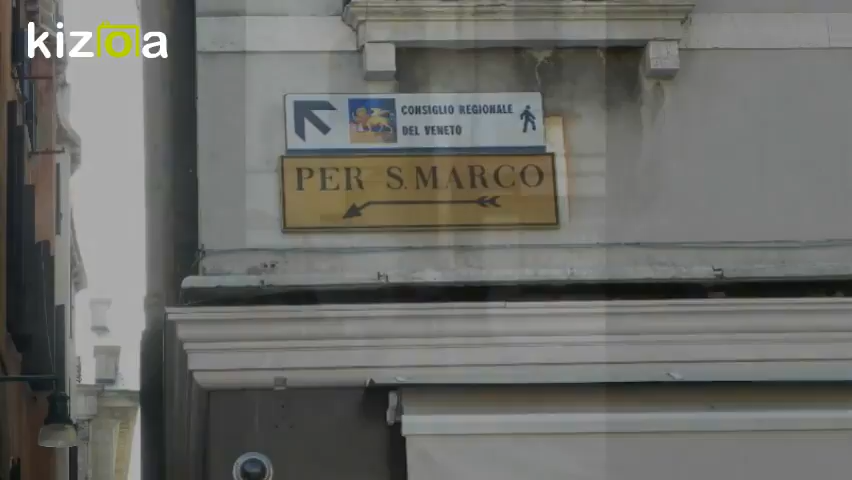 kizoa
CONSIGLIO REGIONALE
DEL VENETO
PER S. MARCO